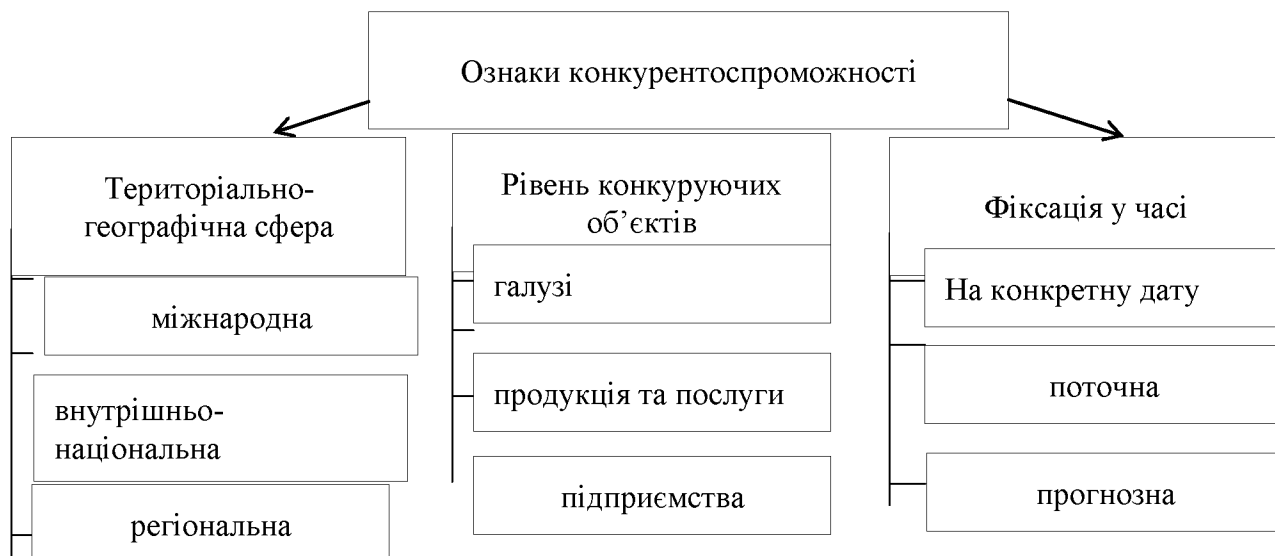 Ознаки конкурентоспроможності
Територіально-
географічна сфера
міжнародна
внутрішньо-
національна
регіональна
Рівень конкуруючих
об’єктів
галузі
продукція та послуги
підприємства
Фіксація у часі
На конкретну дату
поточна
прогнозна